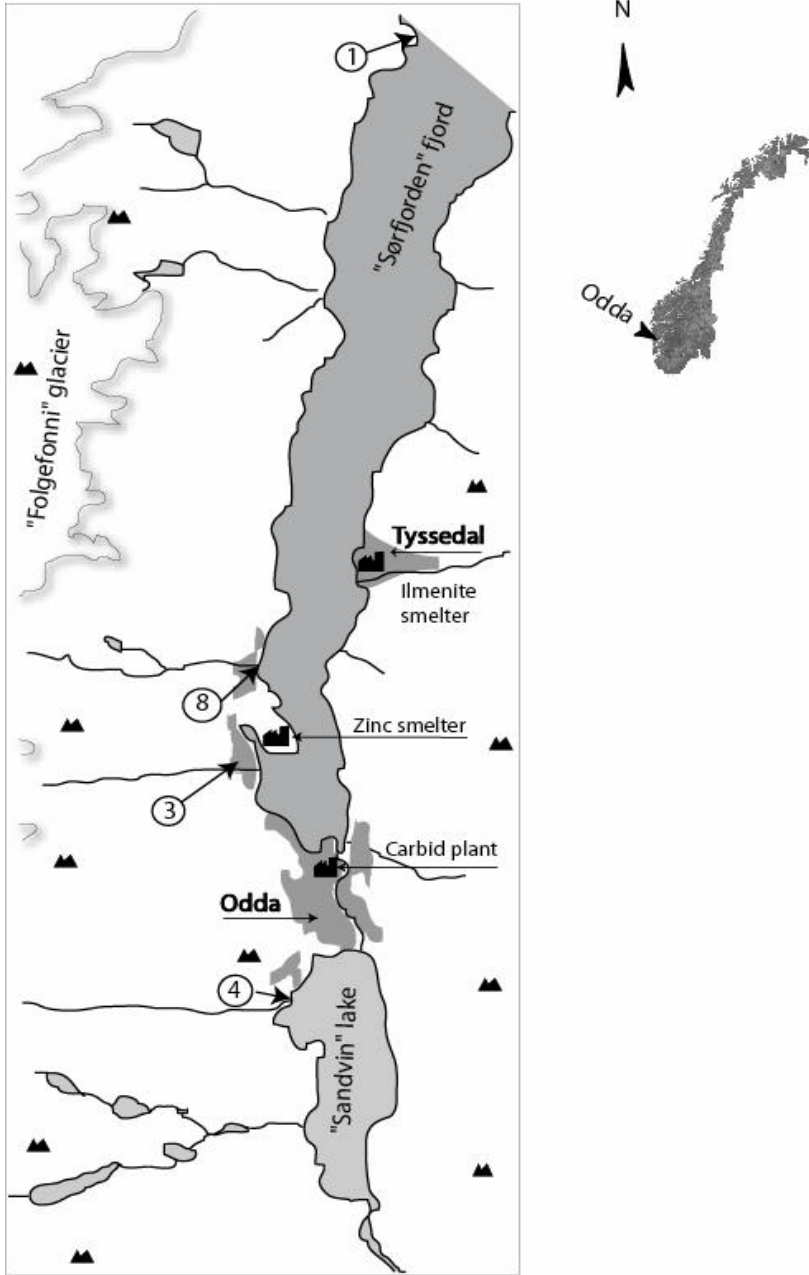 N
1
"Sørfjorden" fjord
Odda
"Folgefonni" glacier
Tyssedal
Ilmenite
smelter
8
Zinc smelter
3
Carbid plant
Odda
4
"Sandvin" lake